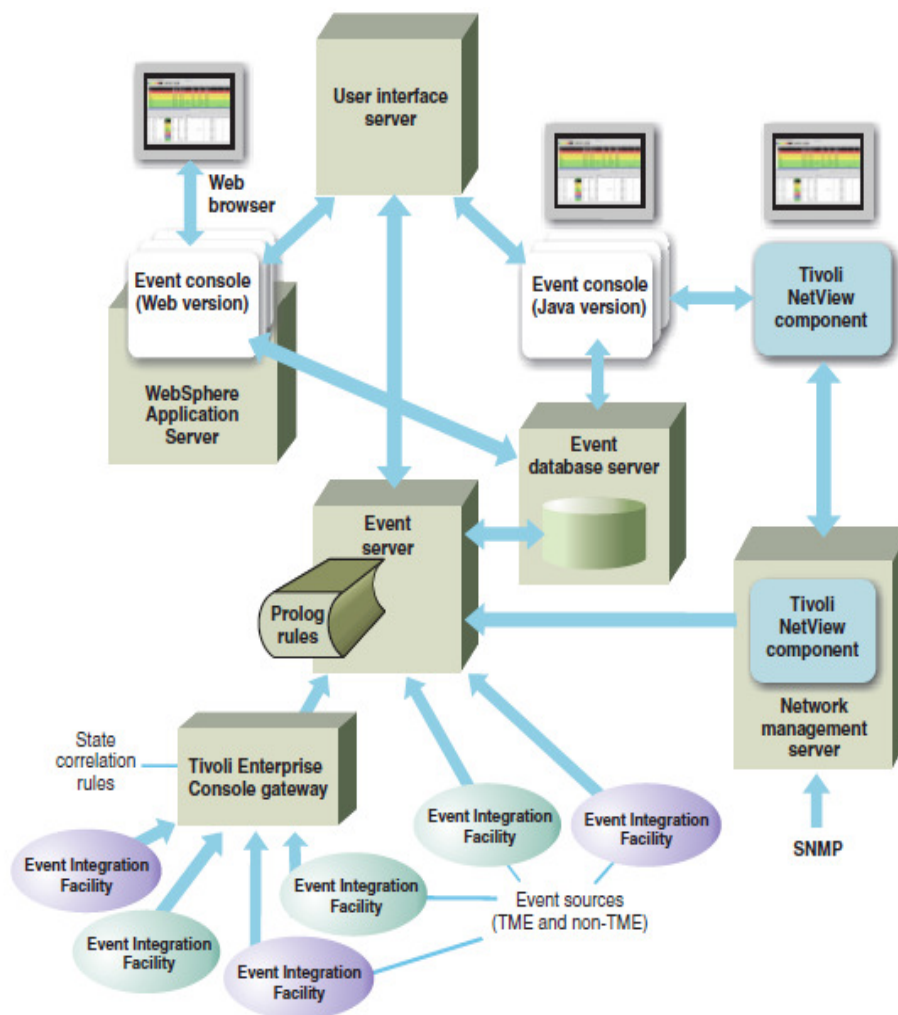 User interface
server
Web
browser
Event console
(Web version)
Event console
(Java version)
Tivoli
NetView
component
WebSphere
Application
Server
Event
database server
Event
server
Prolog
rules
Tivoli
NetView
component
Network
management
server
State
correlation
rules
Tivoli Enterprise
Console gateway
Event Integration
Facility
Event Integration
Facility
SNMP
Event Integration
Facility
Event Integration
Facility
Event sources
(TME and non-TME)
Event Integration
Facility
Event Integration
Facility